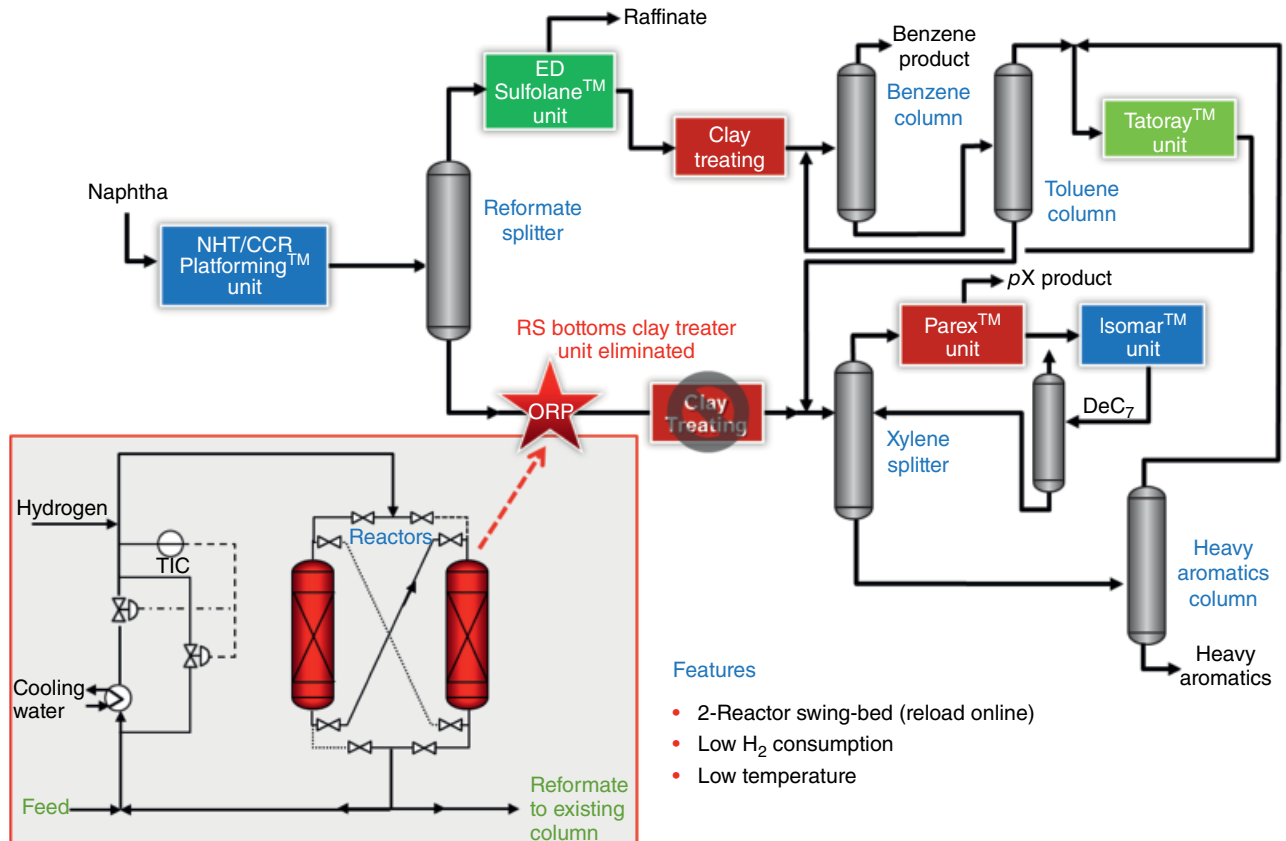 Raffinate
ED
Sulfolane™
unit
Clay
treating
Benzene
product
Benzene
column
Toluene
column
Tatoray™
unit
Naphtha
NHT/CCR
Platforming™
unit
Reformate
splitter
RS bottoms clay treater
unit eliminated
ORP
Clay
Treating
pX product
Parex™
unit
Isomar™
unit
DeC7
Xylene
splitter
Heavy
aromatics
column
Heavy
aromatics
Hydrogen
TIC
Reactors
Cooling
water
Feed
Reformate
to existing
column
Features
• 2-Reactor swing-bed (reload online)
• Low H2 consumption
• Low temperature